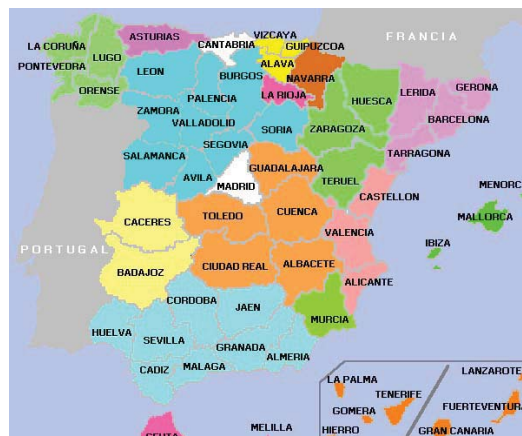 VIZCAYA
ASTURIAS
CANTABRIA
GUIPUZCOA
FRANCIA
LA CORUÑA
LUGO
PONTEVEDRA
ALAVA
LEON
BURGOS
NAVARRA
ORENSE
PALENCIA
LA RIOJA
HUESCA
LERIDA
GERONA
ZAMORA
VALLADOLID
SORIA
ZARAGOZA
BARCELONA
SEGOVIA
SALAMANCA
GUADALAJARA
TARRAGONA
AVILA
MADRID
TERUEL
CASTELLON
MENORC
CACERES
TOLEDO
CUENCA
MALLORCA
VALENCIA
PORTUGAL
IBIZA
BADAJOZ
CIUDAD REAL
ALBACETE
ALICANTE
CORDOBA
JAEN
MURCIA
HUELVA
SEVILLA
GRANADA
ALMERIA
CADIZ
MALAGA
LANZAROTE
LA PALMA
TENERIFE
GOMERA
FUERTEVENTURA
MELILLA
HIERRO
GRAN CANARIA
CEUTA